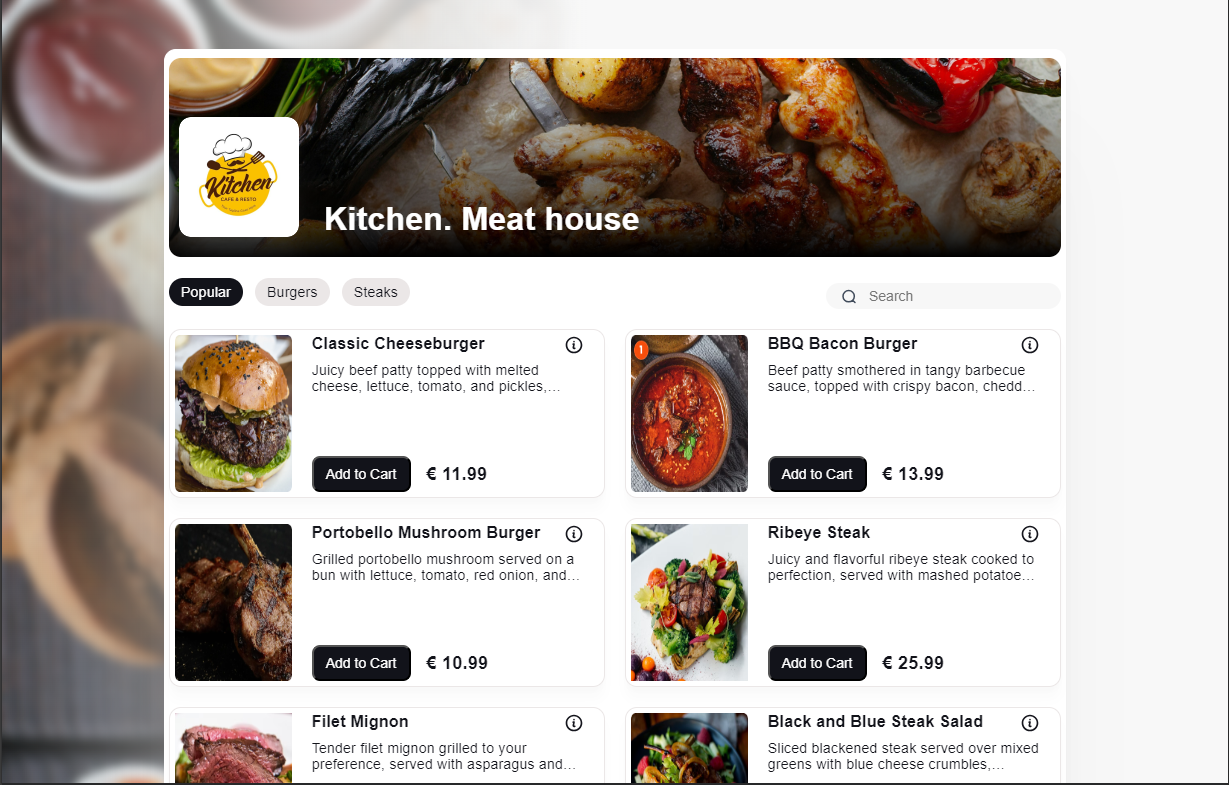 Kitchen
CAFE & RESTO
Kitchen. Meat house
Popular
Burgers
Steaks
Search
Classic Cheeseburger
Juicy beef patty topped with melted
cheese, lettuce, tomato, and pickles,...
Add to Cart
€ 11.99
1
BBQ Bacon Burger
Beef patty smothered in tangy barbecue
sauce, topped with crispy bacon, chedd...
Add to Cart
€ 13.99
Portobello Mushroom Burger
Grilled portobello mushroom served on a
bun with lettuce, tomato, red onion, and...
Add to Cart
€ 10.99
Ribeye Steak
Juicy and flavorful ribeye steak cooked to
perfection, served with mashed potatoe...
Add to Cart
€ 25.99
Filet Mignon
Tender filet mignon grilled to your
preference, served with asparagus and...
Black and Blue Steak Salad
Sliced blackened steak served over mixed
greens with blue cheese crumbles,...